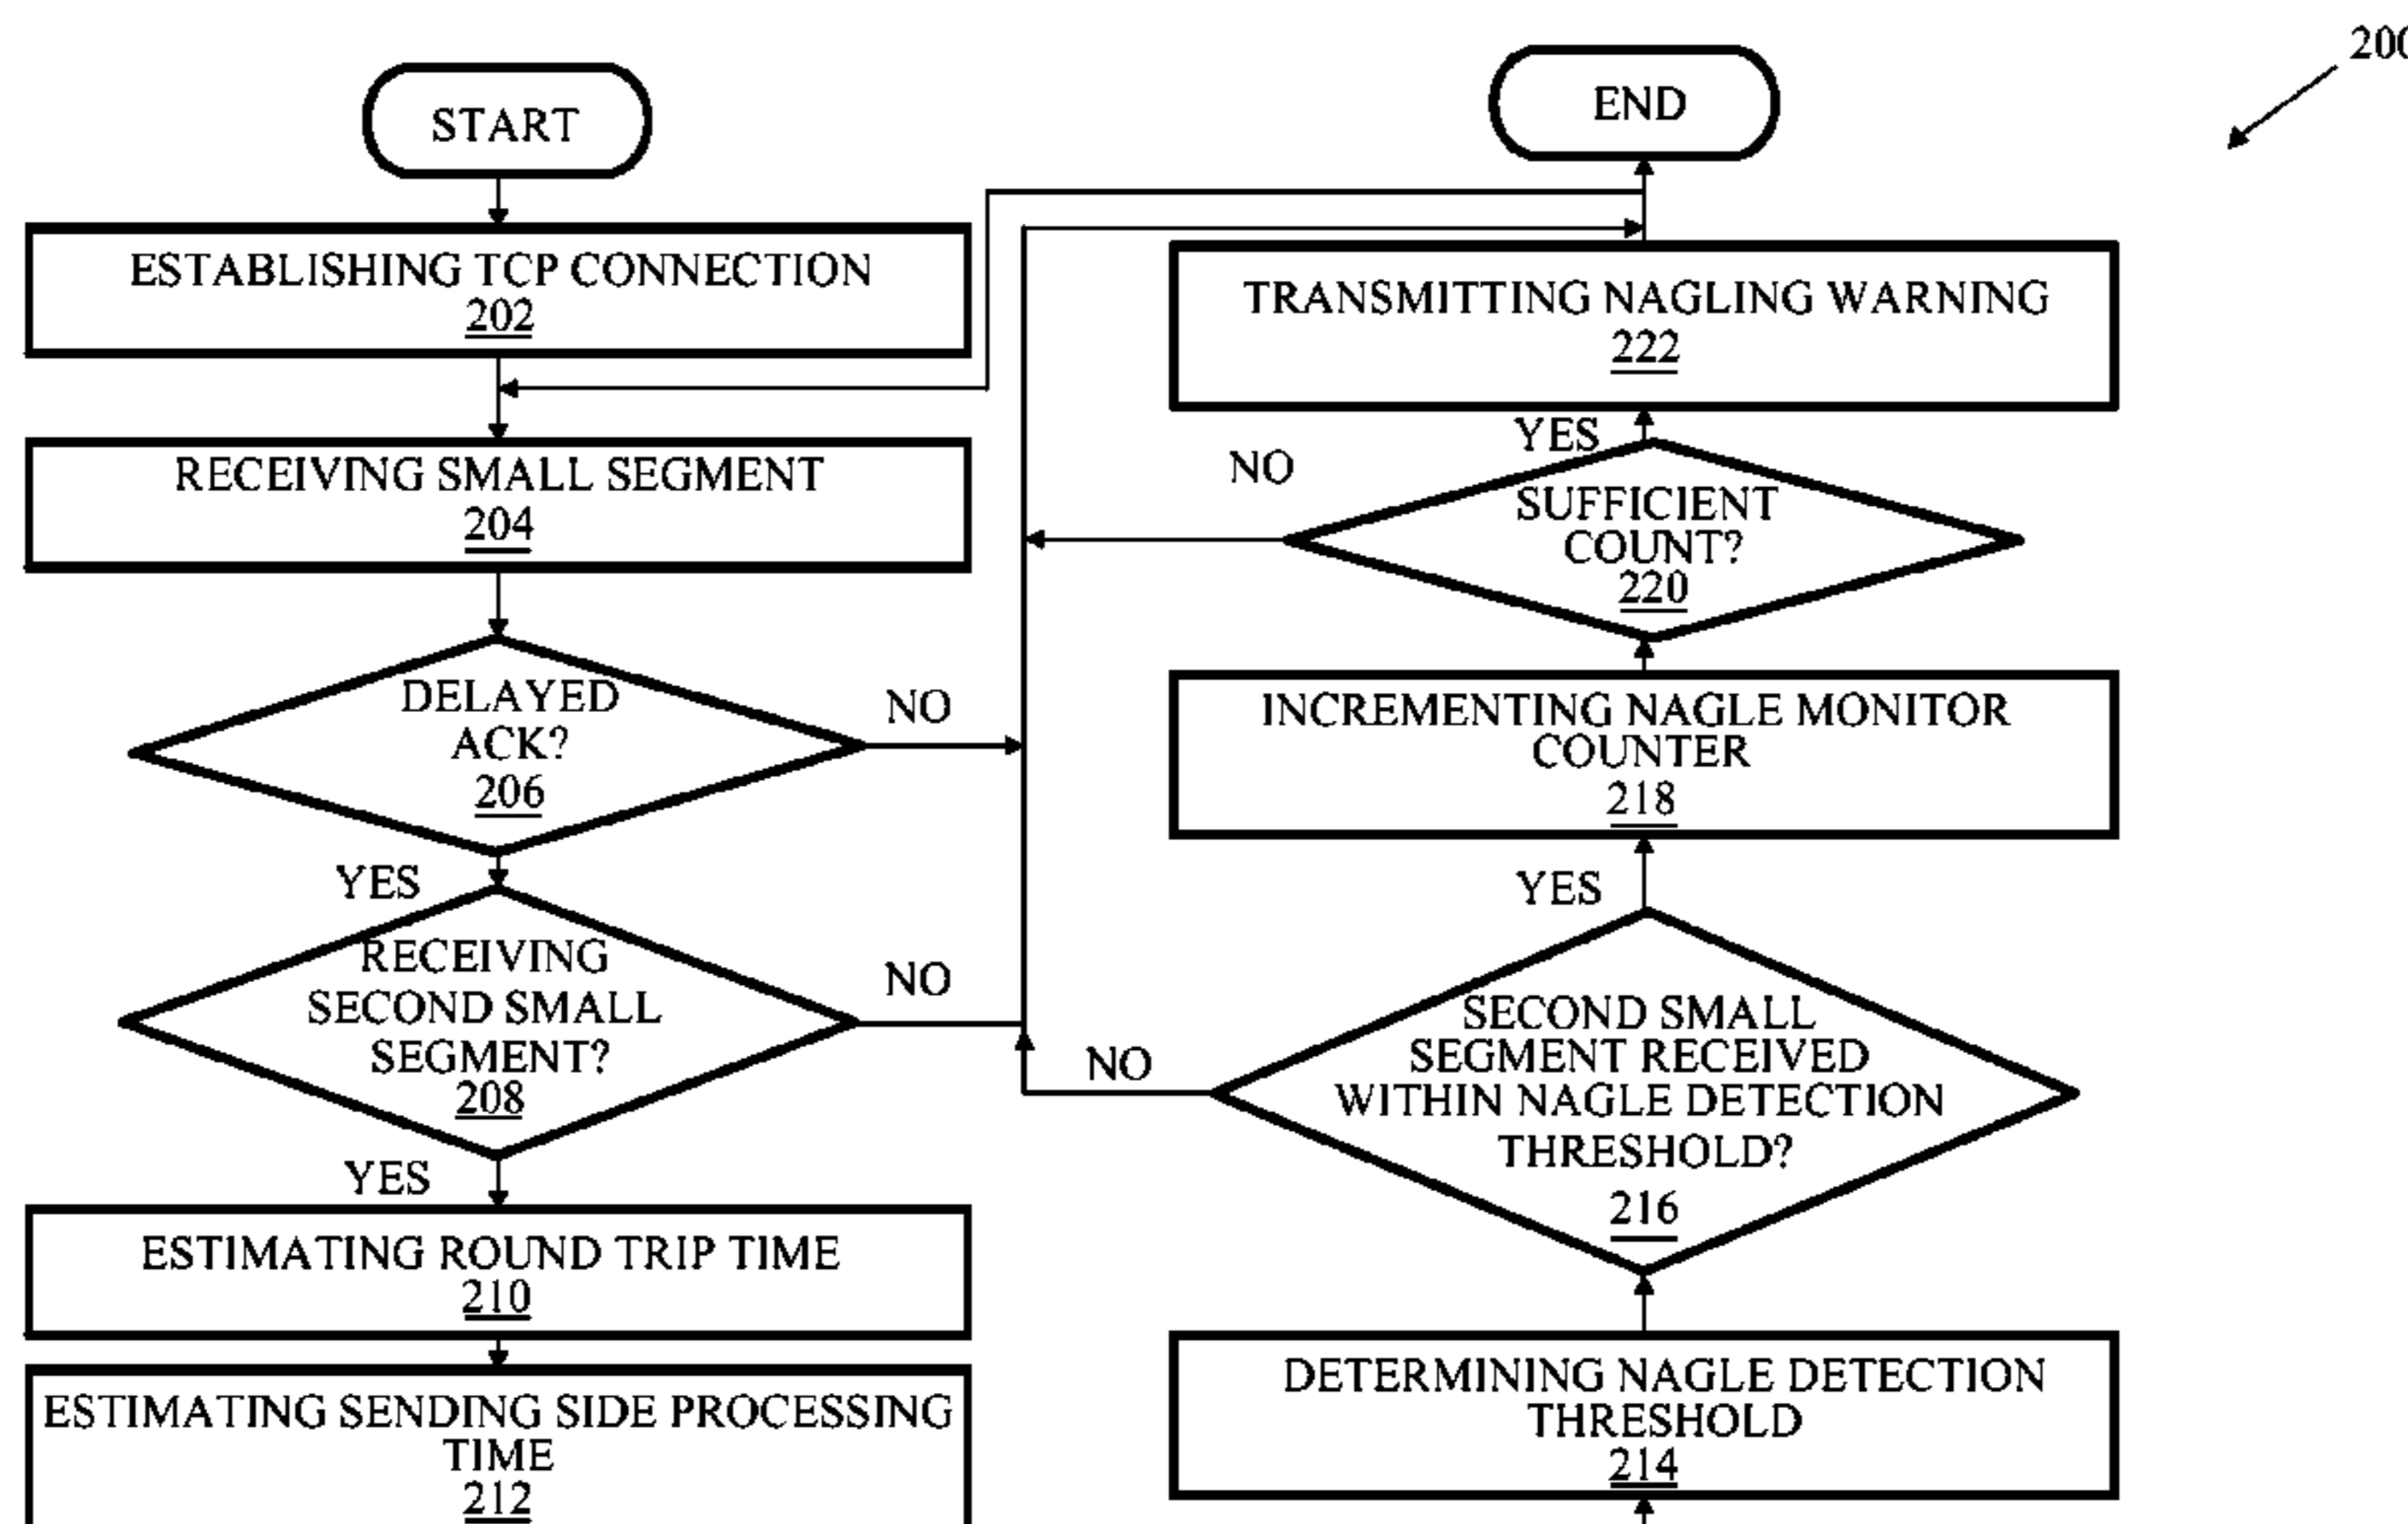 200
START
ESTABLISHING TCP CONNECTION
202
RECEIVING SMALL SEGMENT
204
DELAYED
ACK?
206
NO
YES
RECEIVING
SECOND SMALL
SEGMENT?
208
NO
YES
ESTIMATING ROUND TRIP TIME
210
ESTIMATING SENDING SIDE PROCESSING
TIME
212
DETERMINING NAGLE DETECTION
THRESHOLD
214
SECOND SMALL
SEGMENT RECEIVED
WITHIN NAGLE DETECTION
THRESHOLD?
216
NO
YES
INCREMENTING NAGLE MONITOR
COUNTER
218
SUFFICIENT
COUNT?
220
NO
YES
TRANSMITTING NAGLING WARNING
222
END